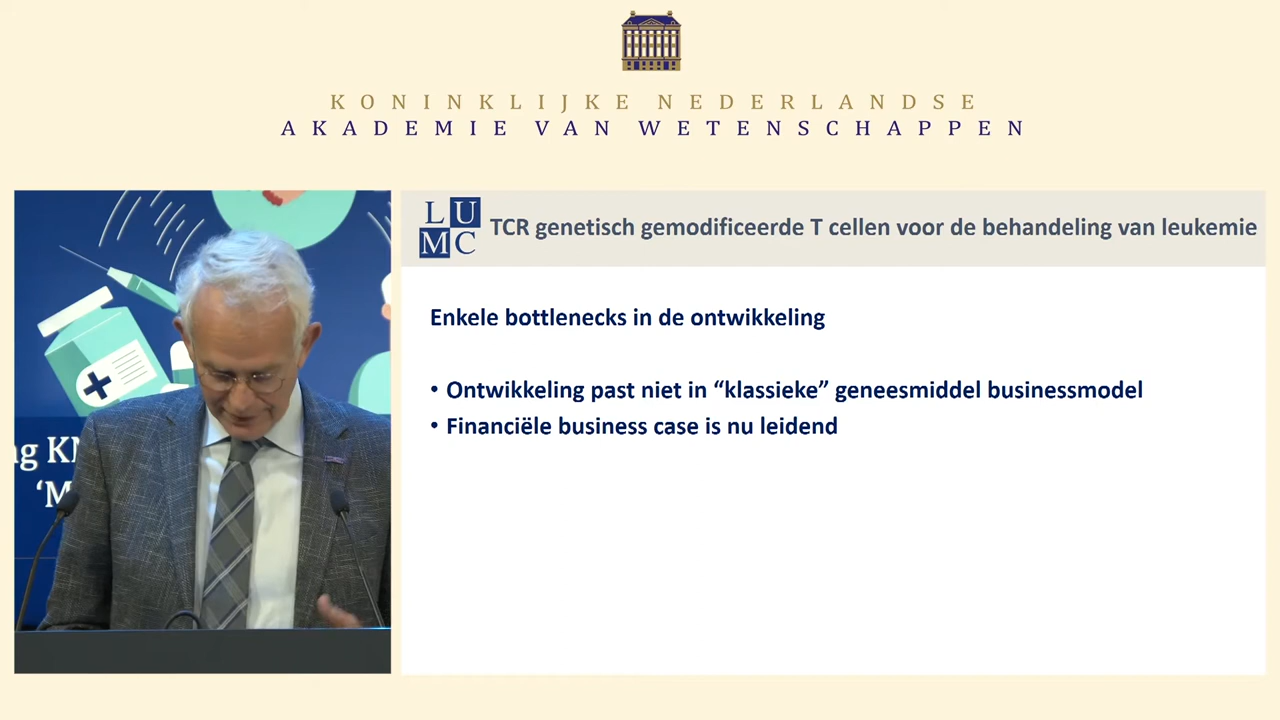 KONINKLIJKE NEDERLANDSE
AKADEMIE VAN WETENSCHAPPEN
LUMC
TCR genetisch gemodificeerde T cellen voor de behandeling van leukemie
Enkele bottlenecks in de ontwikkeling
• Ontwikkeling past niet in “klassieke” geneesmiddel businessmodel
• Financiële business case is nu leidend